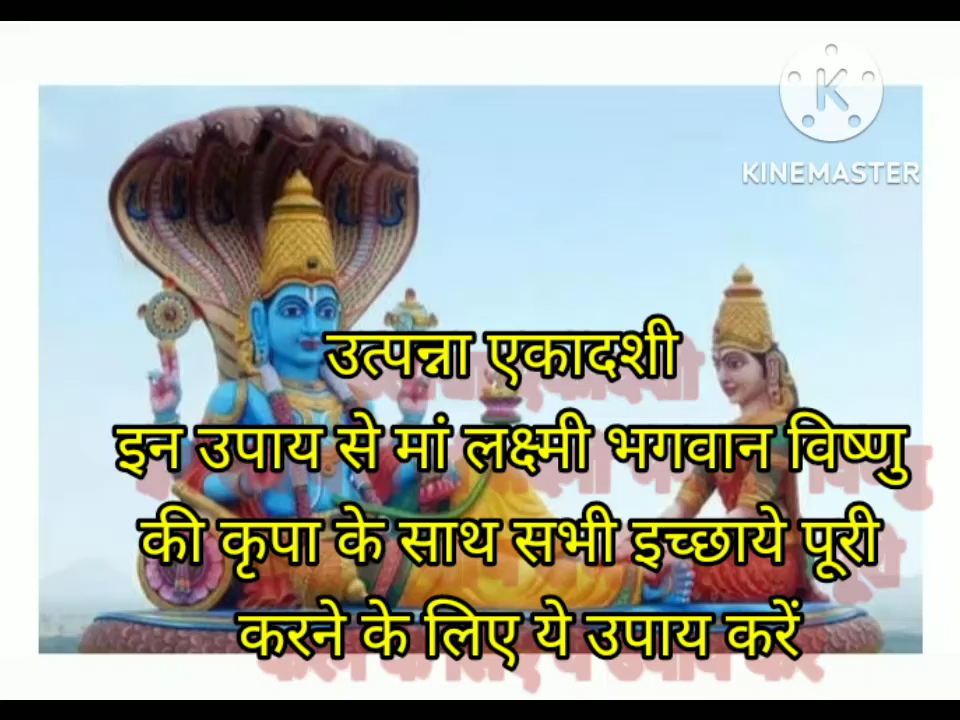 KINEMASTER
उत्पन्ना एकादशी
इन उपाय से मां लक्ष्मी भगवान विष्णु
की कृपा के साथ सभी इच्छाये पूरी
करने के लिए ये उपाय करें